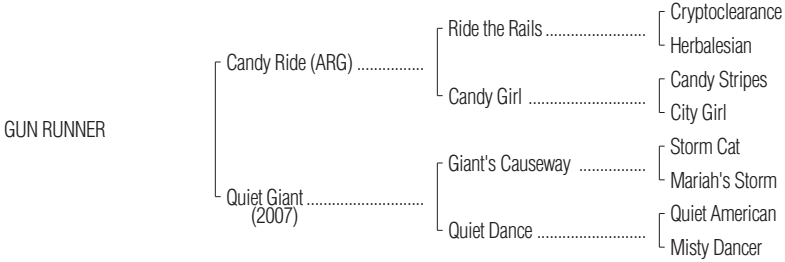 Cryptoclearance
Ride the Rails ........................
Herbalesian
Candy Ride (ARG) ................
Candy Stripes
Candy Girl ............................
City Girl
GUN RUNNER
Storm Cat
Giant's Causeway ................
Mariah's Storm
Quiet Giant ............................
(2007)
Quiet American
Quiet Dance ..........................
Misty Dancer